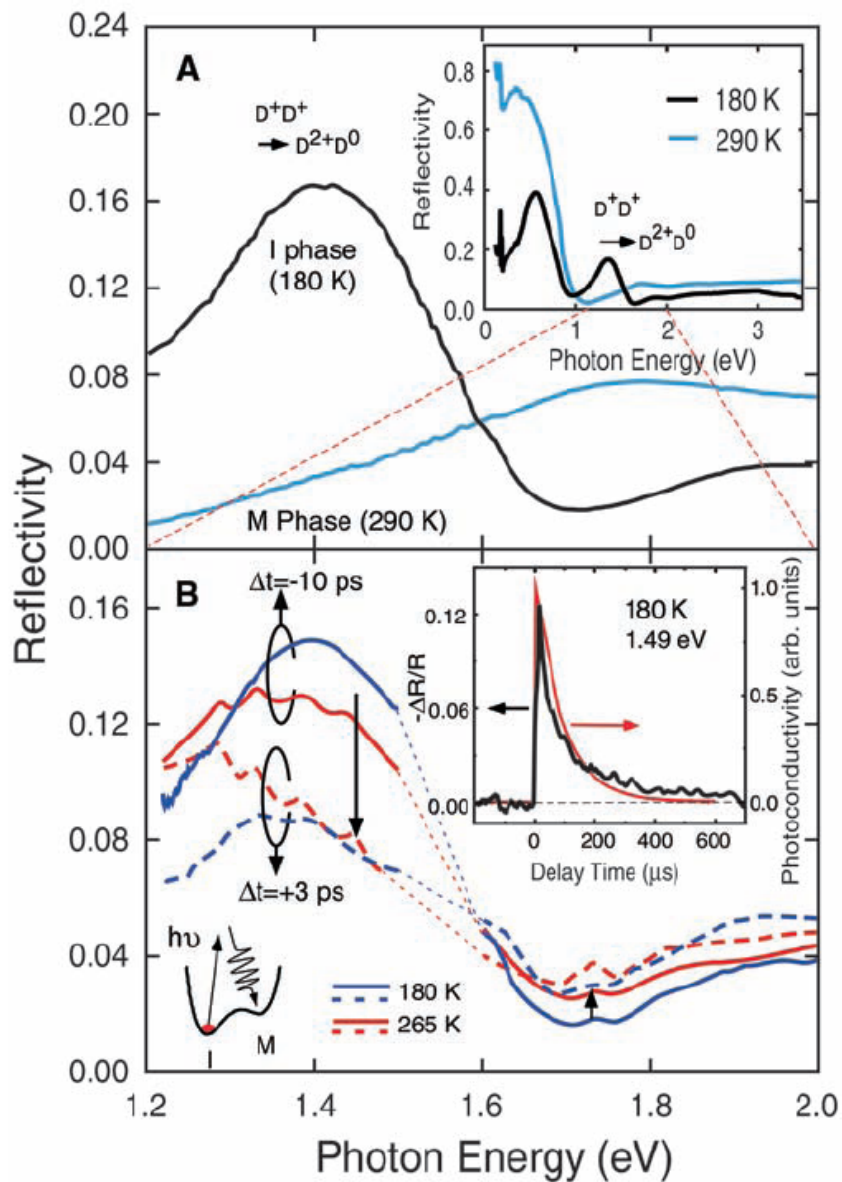 Reflectivity
A
0.24
0.20
0.16
0.12
0.08
0.04
0.00
D⁺D⁺
→ D²⁺D⁰
I phase
(180 K)
M Phase (290 K)
Reflectivity
0.8
0.6
0.4
0.2
0.0
180 K
290 K
D⁺D⁺
→ D²⁺D⁰
0
1
2
3
Photon Energy (eV)
B
0.16
0.12
0.08
0.04
0.00
Δt=-10 ps
Δt=+3 ps
hυ
I
M
180 K
265 K
-ΔR/R
0.12
0.06
0.00
180 K
1.49 eV
1.0
0.5
0.0
Photoconductivity (arb. units)
0
200
400
600
Delay Time (μs)
1.2
1.4
1.6
1.8
2.0
Photon Energy (eV)